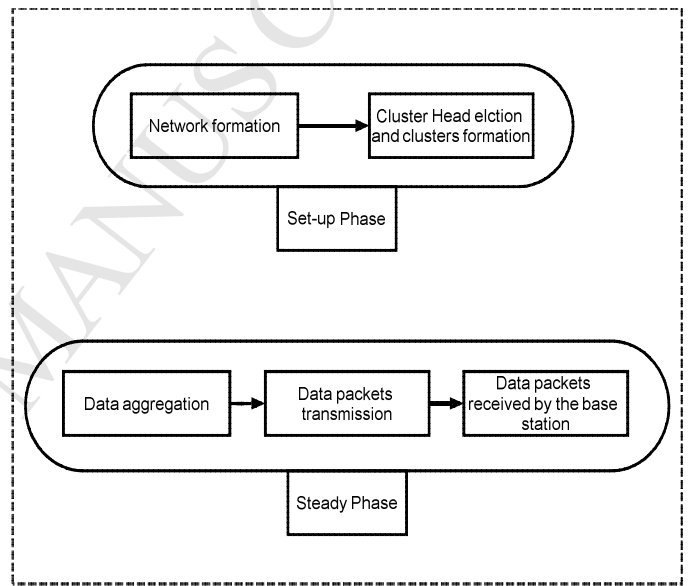 MANUSC
Network formation
Cluster Head elction
and clusters formation
Set-up Phase
Data aggregation
Data packets
transmission
Data packets
received by the base
station
Steady Phase